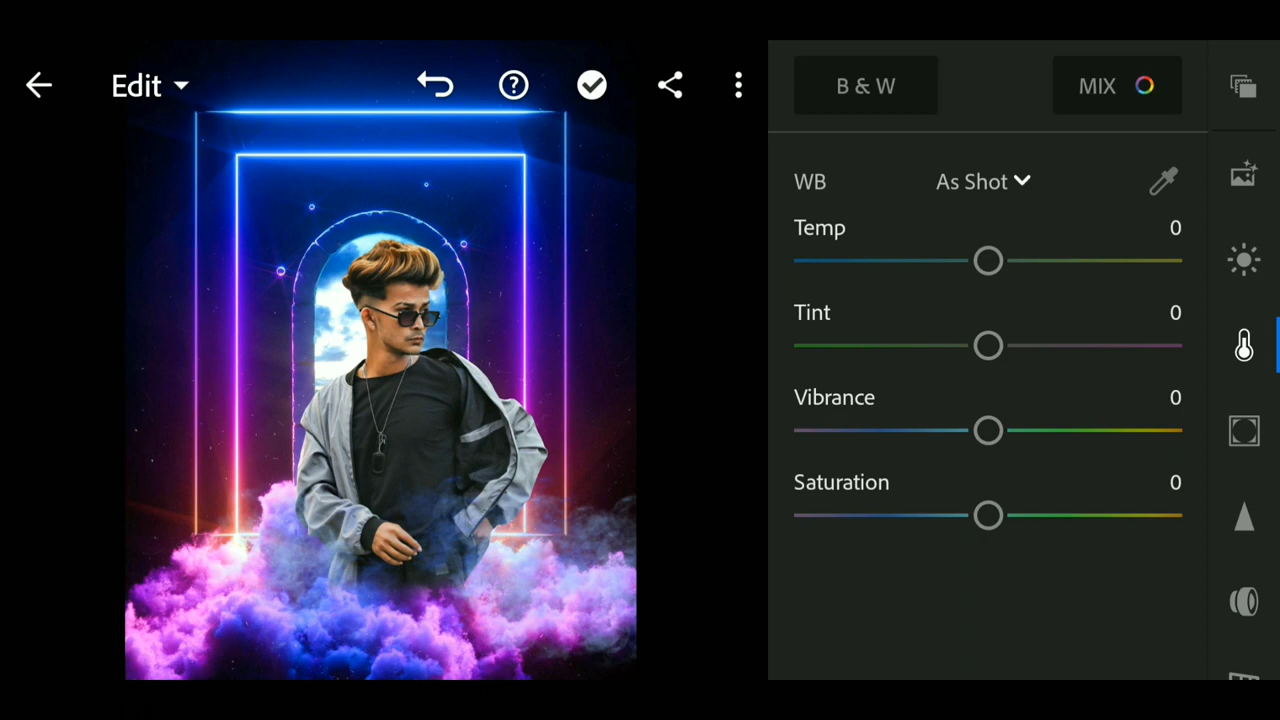 Edit
B & W
MIX
WB
As Shot
Temp 0
Tint 0
Vibrance 0
Saturation 0